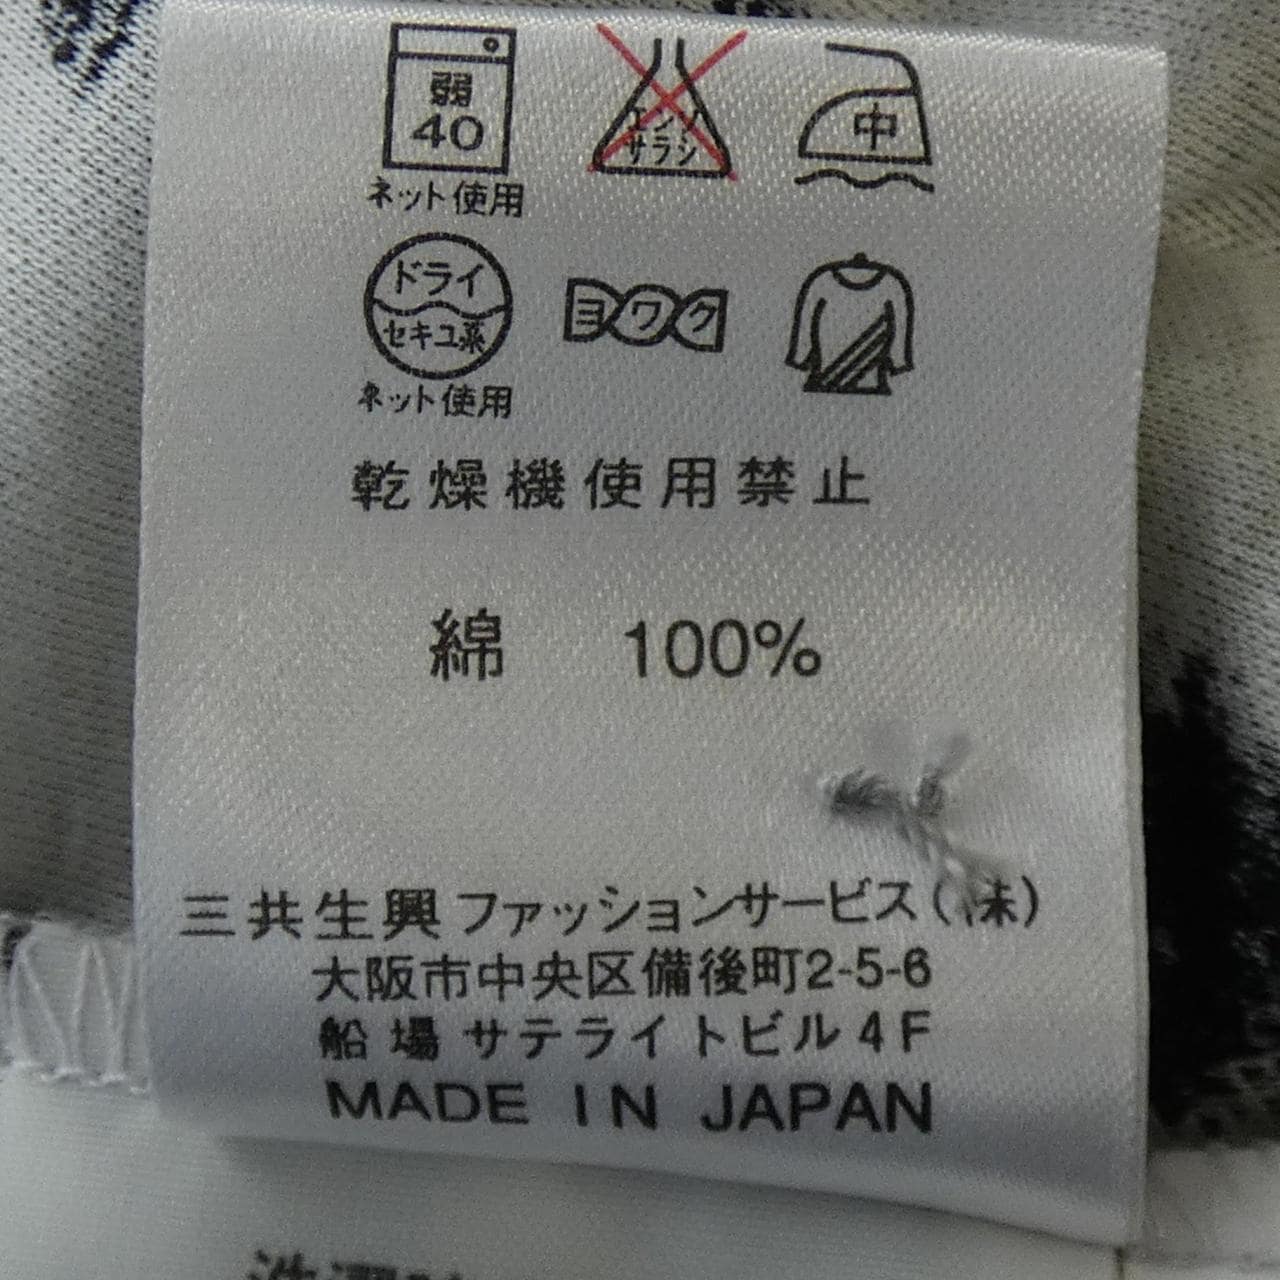 弱
40
エンソ
サラシ
中
ネット使用
ドライ
セキユ系
ヨワク
ネット使用
乾燥機使用禁止
綿 100%
三共生興ファッションサービス(株)
大阪市中央区備後町2-5-6
船場サテライトビル4F
MADE IN JAPAN